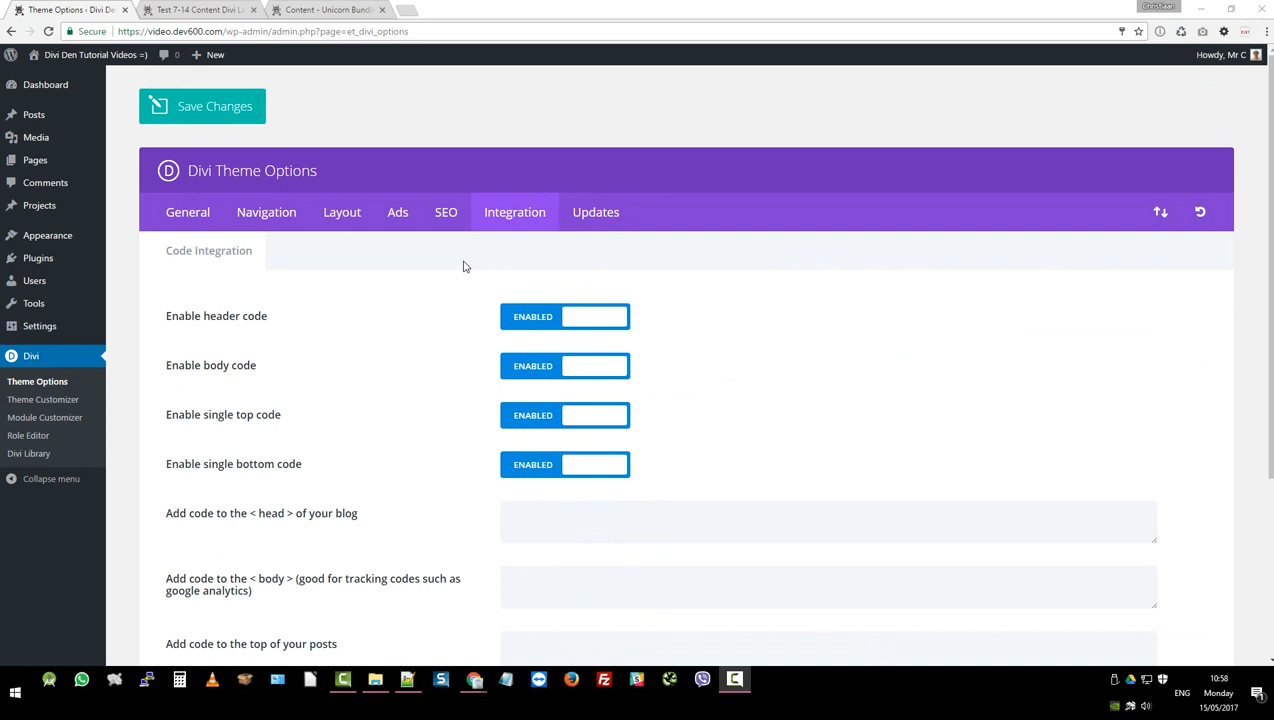 Theme Options ‹ Divi De
Test 7-14 Content Divi L
Content - Unicorn Bundl
Christiaan
Secure
https://video.dev600.com/wp-admin/admin.php?page=et_divi_options
Divi Den Tutorial Videos =)
0
New
Howdy, Mr C
Dashboard
Posts
Media
Pages
Comments
Projects
Appearance
Plugins
Users
Tools
Settings
Divi
Theme Options
Theme Customizer
Module Customizer
Role Editor
Divi Library
Collapse menu
Save Changes
D
Divi Theme Options
General
Navigation
Layout
Ads
SEO
Integration
Updates
Code Integration
Enable header code
ENABLED
Enable body code
ENABLED
Enable single top code
ENABLED
Enable single bottom code
ENABLED
Add code to the < head > of your blog
Add code to the < body > (good for tracking codes such as
google analytics)
Add code to the top of your posts
ENG
10:58
Monday
15/05/2017